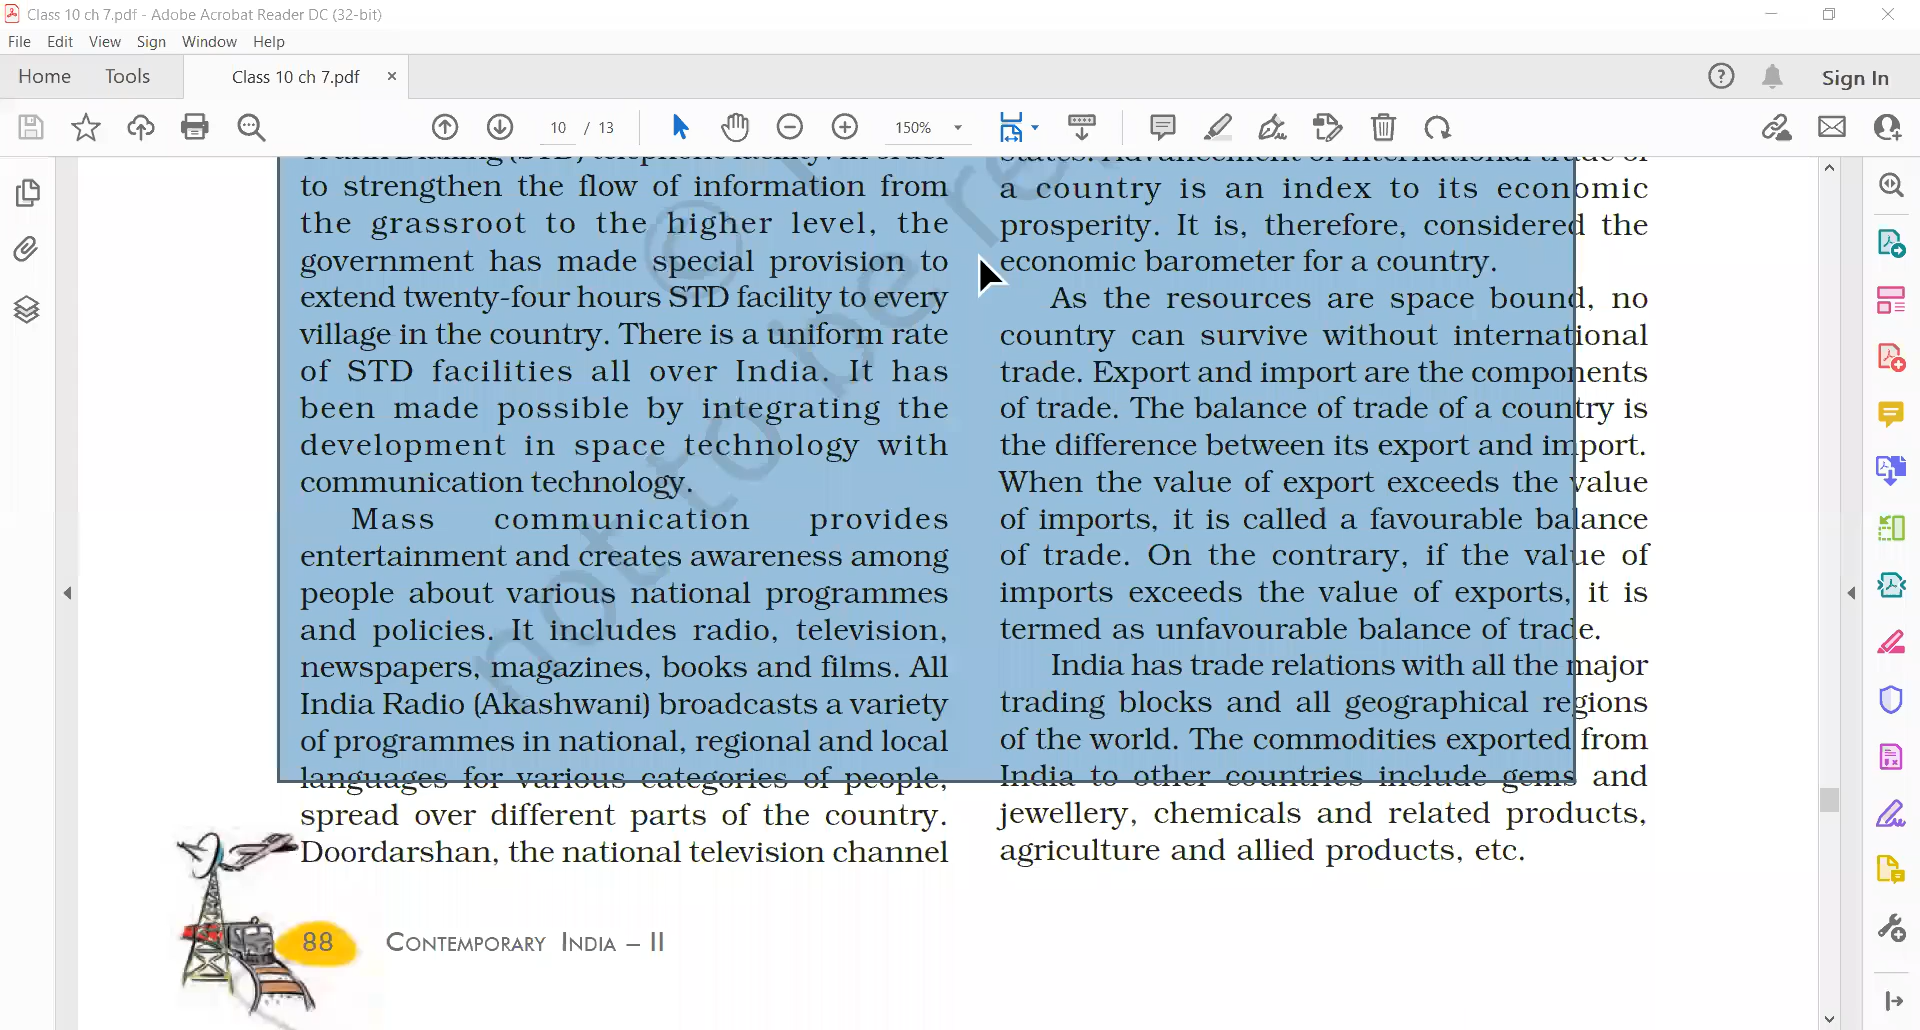 Class 10 ch 7.pdf - Adobe Acrobat Reader DC (32-bit)
File Edit View Sign Window Help
Home Tools Class 10 ch 7.pdf × Sign In
10 / 13 150%
to strengthen the flow of information from
the grassroot to the higher level, the
government has made special provision to
extend twenty-four hours STD facility to every
village in the country. There is a uniform rate
of STD facilities all over India. It has
been made possible by integrating the
development in space technology with
communication technology.
Mass communication provides
entertainment and creates awareness among
people about various national programmes
and policies. It includes radio, television,
newspapers, magazines, books and films. All
India Radio (Akashwani) broadcasts a variety
of programmes in national, regional and local
languages for various categories of people,
spread over different parts of the country.
Doordarshan, the national television channel
states. Advancement of international trade of
a country is an index to its economic
prosperity. It is, therefore, considered the
economic barometer for a country.
As the resources are space bound, no
country can survive without international
trade. Export and import are the components
of trade. The balance of trade of a country is
the difference between its export and import.
When the value of export exceeds the value
of imports, it is called a favourable balance
of trade. On the contrary, if the value of
imports exceeds the value of exports, it is
termed as unfavourable balance of trade.
India has trade relations with all the major
trading blocks and all geographical regions
of the world. The commodities exported from
India to other countries include gems and
jewellery, chemicals and related products,
agriculture and allied products, etc.
© not to be re
88 CONTEMPORARY INDIA – II